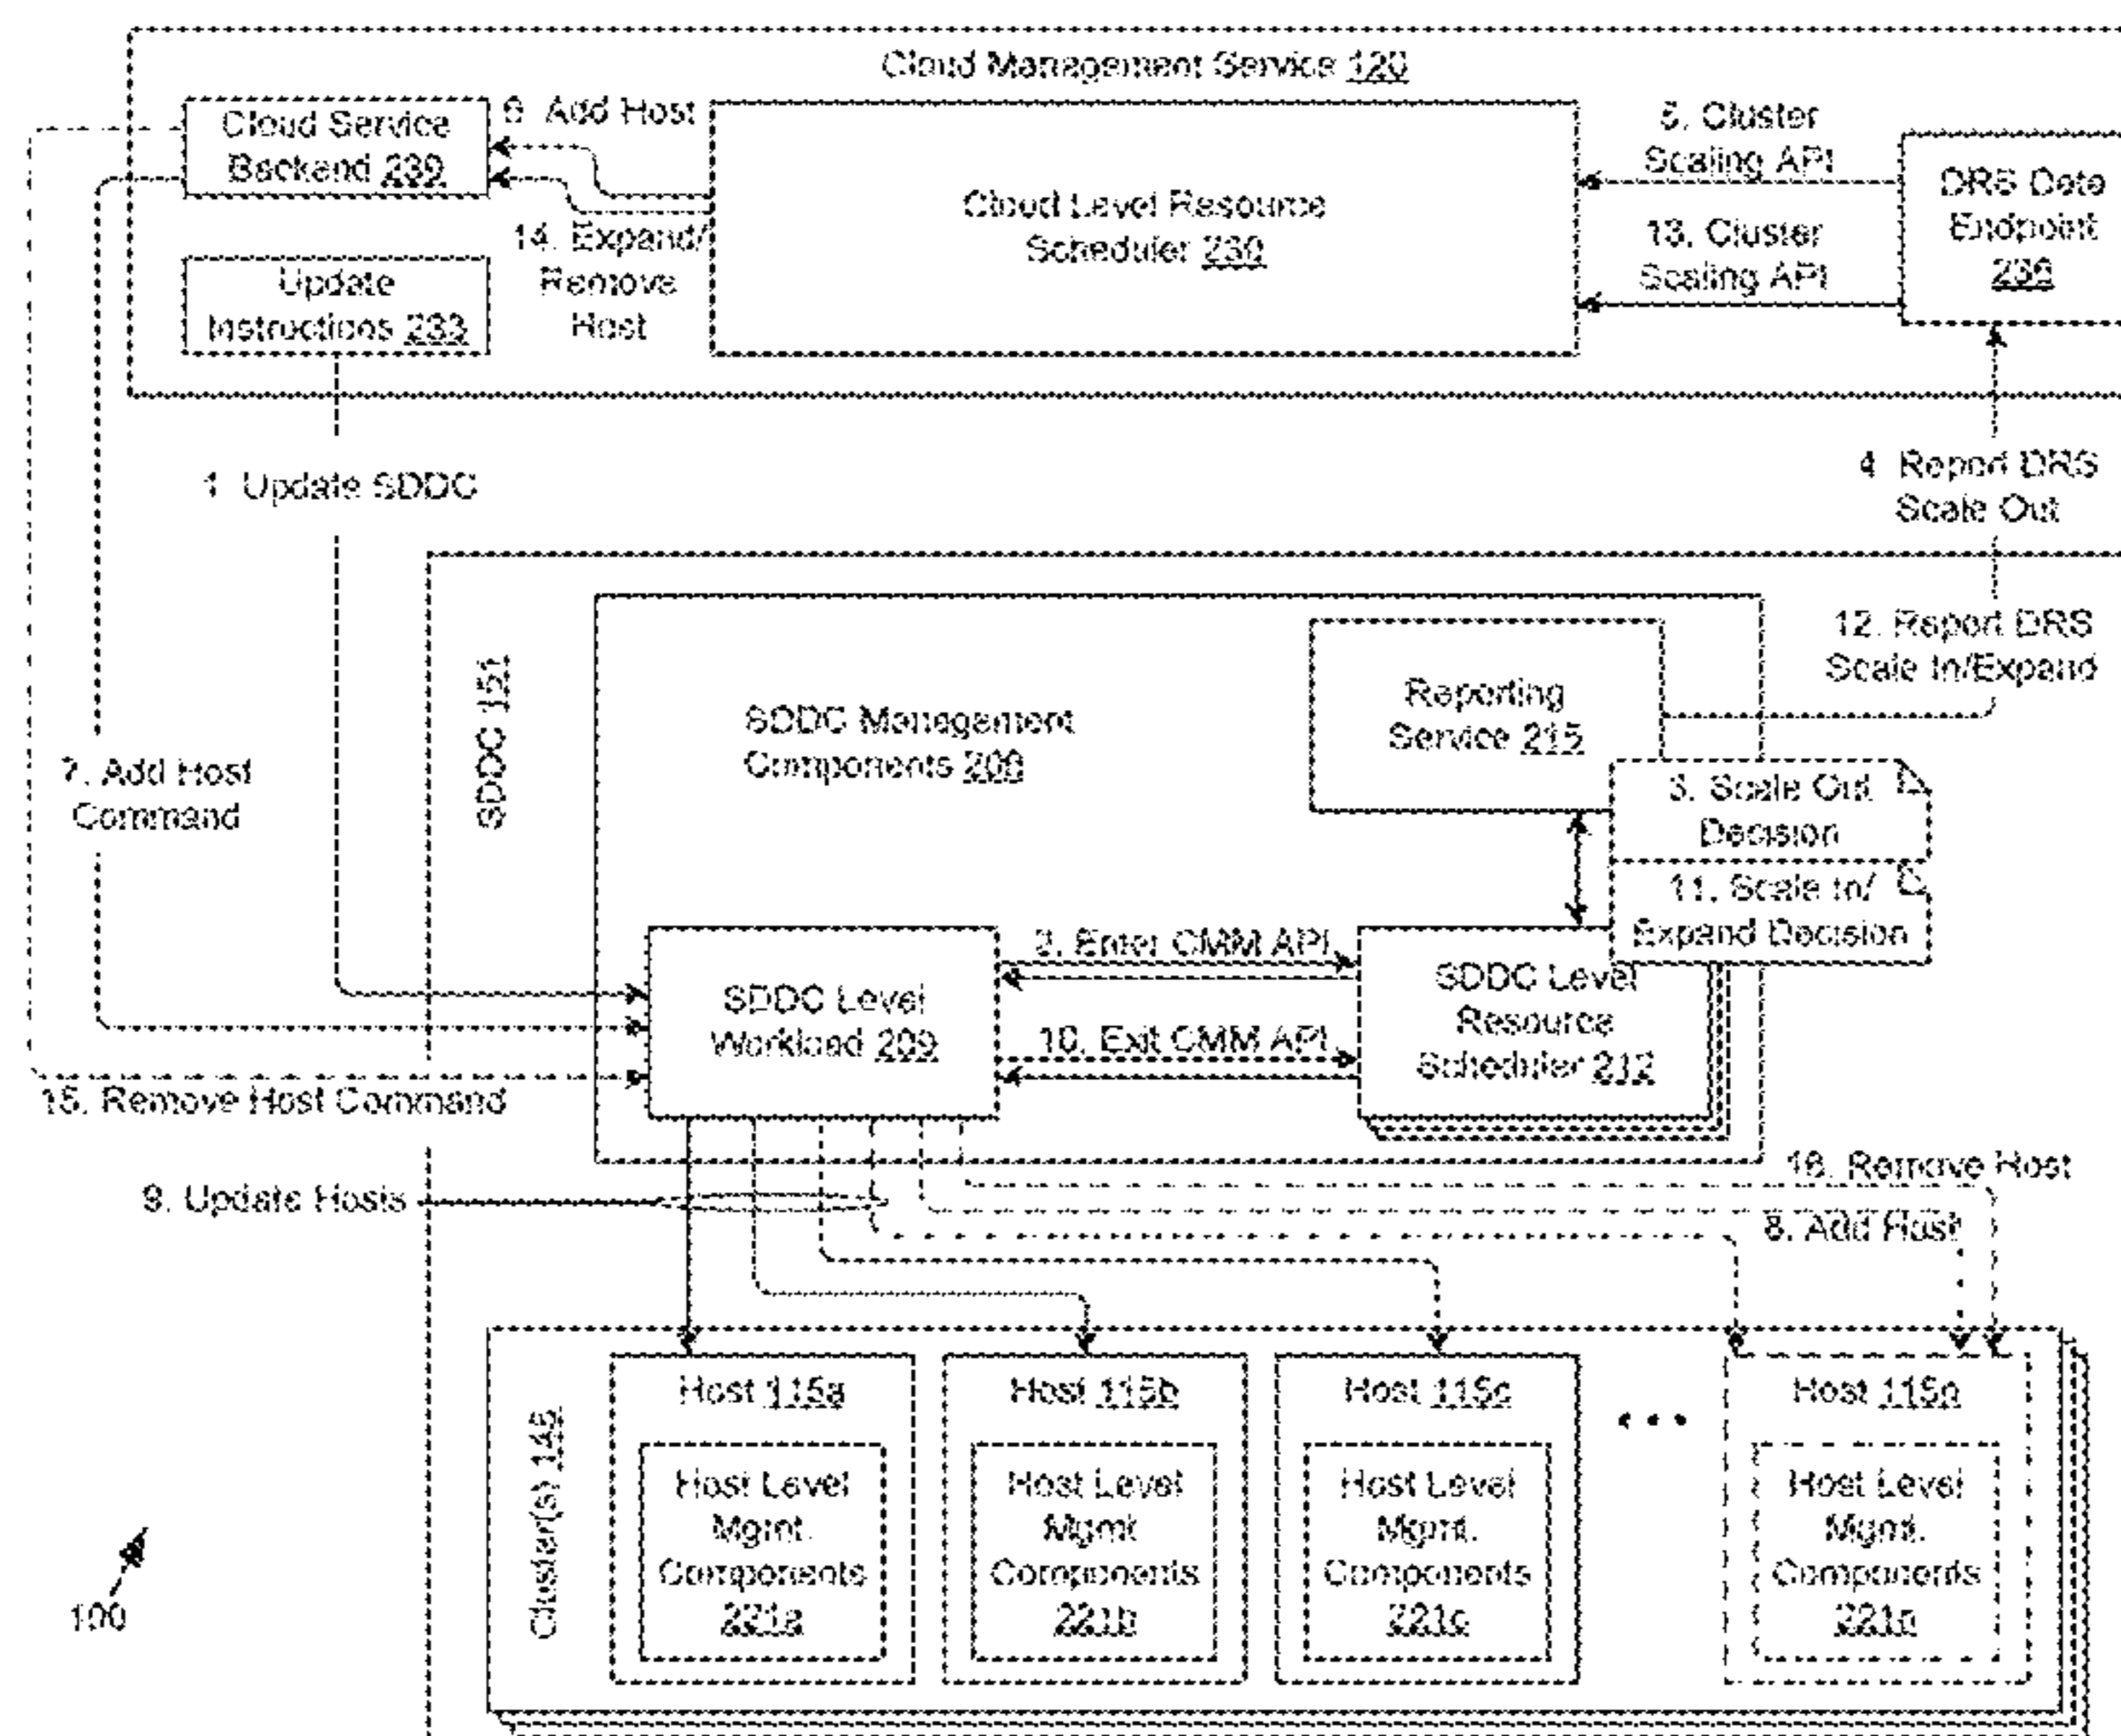 Cloud Management Service 120
Cloud Service
Backend 239
6 Add Host
14. Expand/
Remove
Host
Update
Instructions 233
Cloud Level Resource
Scheduler 230
5. Cluster
Scaling API
13. Cluster
Scaling API
DRS Data
Endpoint
236
1 Update SDDC
4 Report DRS
Scale Out
12. Report DRS
Scale In/Expand
7. Add Host
Command
SDDC 151
SDDC Management
Components
Reporting
Service 215
3. Scale Out
Decision
11. Scale In/
Expand Decision
2. Enter CMM API
SDDC Level
Workload 209
10. Exit CMM API
SDDC Level
Resource
Scheduler 212
15. Remove Host Command
16. Remove Host
9. Update Hosts
8. Add Host
Cluster(s)
Host 115a
Host Level
Mgmt.
Components
221a
Host 115b
Host Level
Mgmt
Components
221b
Host 115c
Host Level
Mgmt.
Components
221c
Host 115n
Host Level
Mgmt.
Components
221n
100